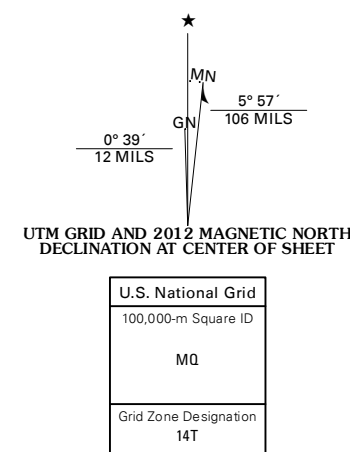 ★
MN
GN
5° 57´
106 MILS
0° 39´
12 MILS
UTM GRID AND 2012 MAGNETIC NORTH
DECLINATION AT CENTER OF SHEET
U.S. National Grid
100,000-m Square ID
MQ
Grid Zone Designation
14T